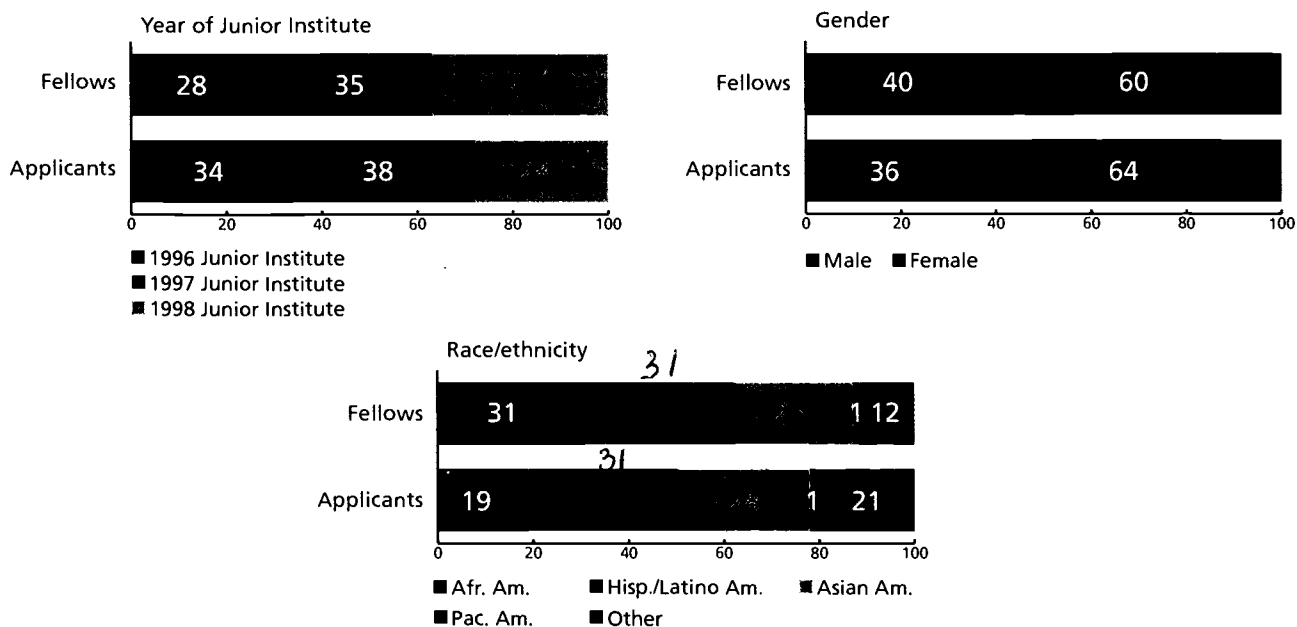 Year of Junior Institute
Fellows 28 35
Applicants 34 38
0 20 40 60 80 100
■ 1996 Junior Institute
■ 1997 Junior Institute
■ 1998 Junior Institute
Gender
Fellows 40 60
Applicants 36 64
0 20 40 60 80 100
■ Male ■ Female
Race/ethnicity
31
Fellows 31 1 12
31
Applicants 19 1 21
0 20 40 60 80 100
■ Afr. Am. ■ Hisp./Latino Am. ■ Asian Am.
■ Pac. Am. ■ Other